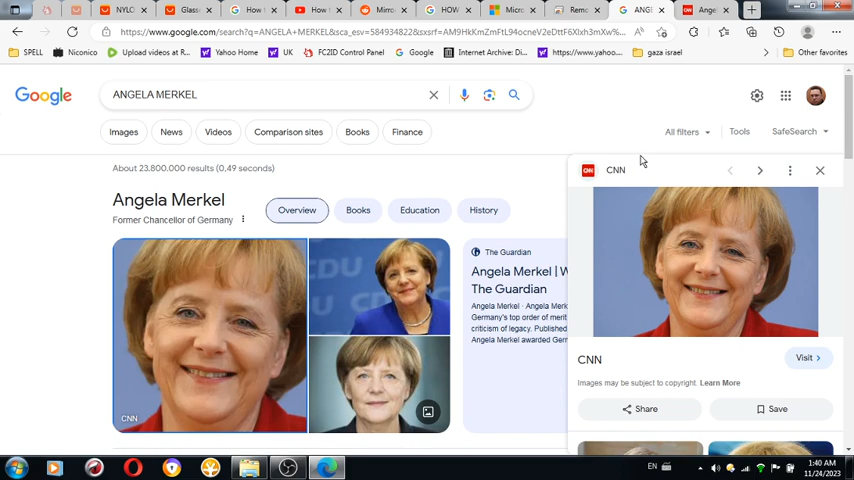 NYLO
Glass
How t
How t
Mirro
HOW
Micro
Remo
ANGE
Ange
https://www.google.com/search?q=ANGELA+MERKEL&sca_esv=584934822&sxsrf=AM9HkKmZmFtL94ocneV2eDttF6Xlxh3mXw%...
SPELL
Niconico
Upload videos at R...
Yahoo Home
UK
FC2ID Control Panel
Google
Internet Archive: Di...
https://www.yahoo....
gaza israel
Other favorites
Google
ANGELA MERKEL
Images
News
Videos
Comparison sites
Books
Finance
All filters
Tools
SafeSearch
About 23.800.000 results (0,49 seconds)
Angela Merkel
Former Chancellor of Germany
Overview
Books
Education
History
CNN
CDU
The Guardian
Angela Merkel | W
The Guardian
Angela Merkel · Angela Merk
Germany's top order of merit
criticism of legacy. Published
Angela Merkel awarded Germ
CNN
CNN
Visit
Images may be subject to copyright. Learn More
Share
Save
EN
1:40 AM
11/24/2023